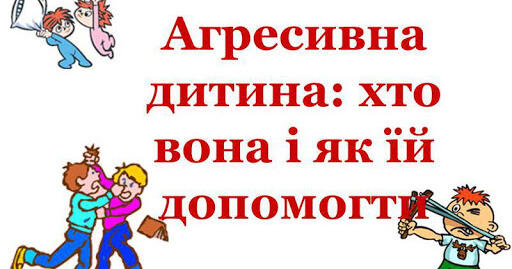 Агресивна
дитина: хто
вона і як їй
допомогти